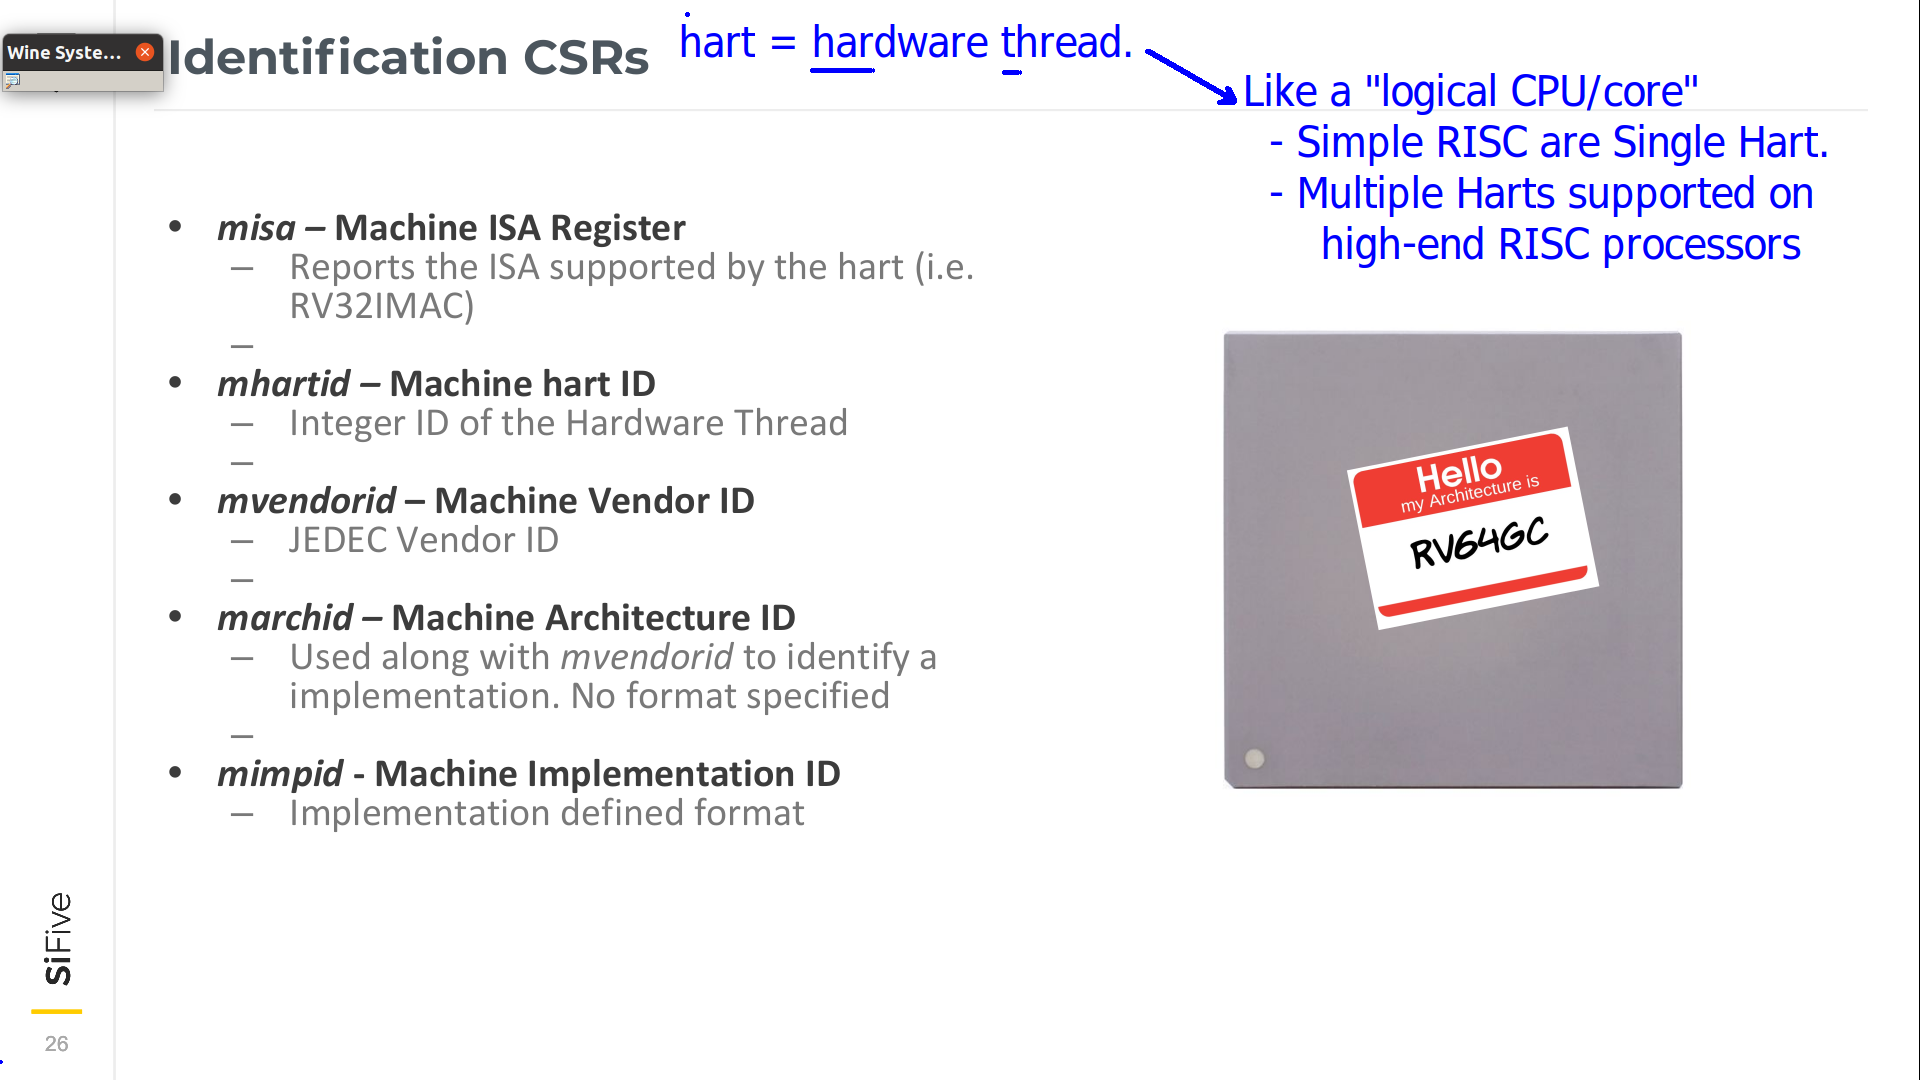 Wine Syste...
Identification CSRs
hart = hardware thread.
Like a "logical CPU/core"
- Simple RISC are Single Hart.
- Multiple Harts supported on
high-end RISC processors
• misa – Machine ISA Register
– Reports the ISA supported by the hart (i.e.
RV32IMAC)
–
• mhartid – Machine hart ID
– Integer ID of the Hardware Thread
–
• mvendorid – Machine Vendor ID
– JEDEC Vendor ID
–
• marchid – Machine Architecture ID
– Used along with mvendorid to identify a
implementation. No format specified
–
• mimpid - Machine Implementation ID
– Implementation defined format
Hello
my Architecture is
RV64GC
SiFive
26